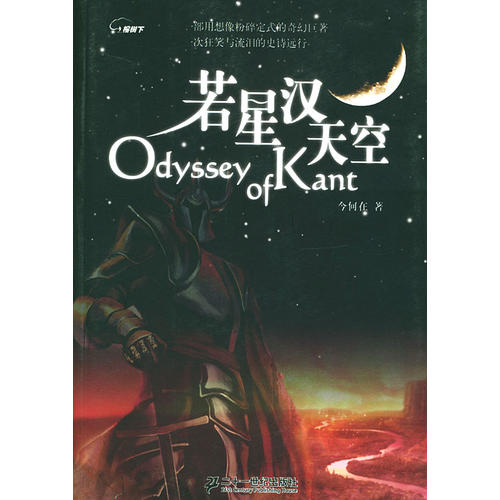 榕树下
一部用想像粉碎定式的奇幻巨著
一次狂笑与流泪的史诗远行
若星汉天空
Odyssey of Kant
今何在 著
二十一世纪出版社
21st Century Publishing House